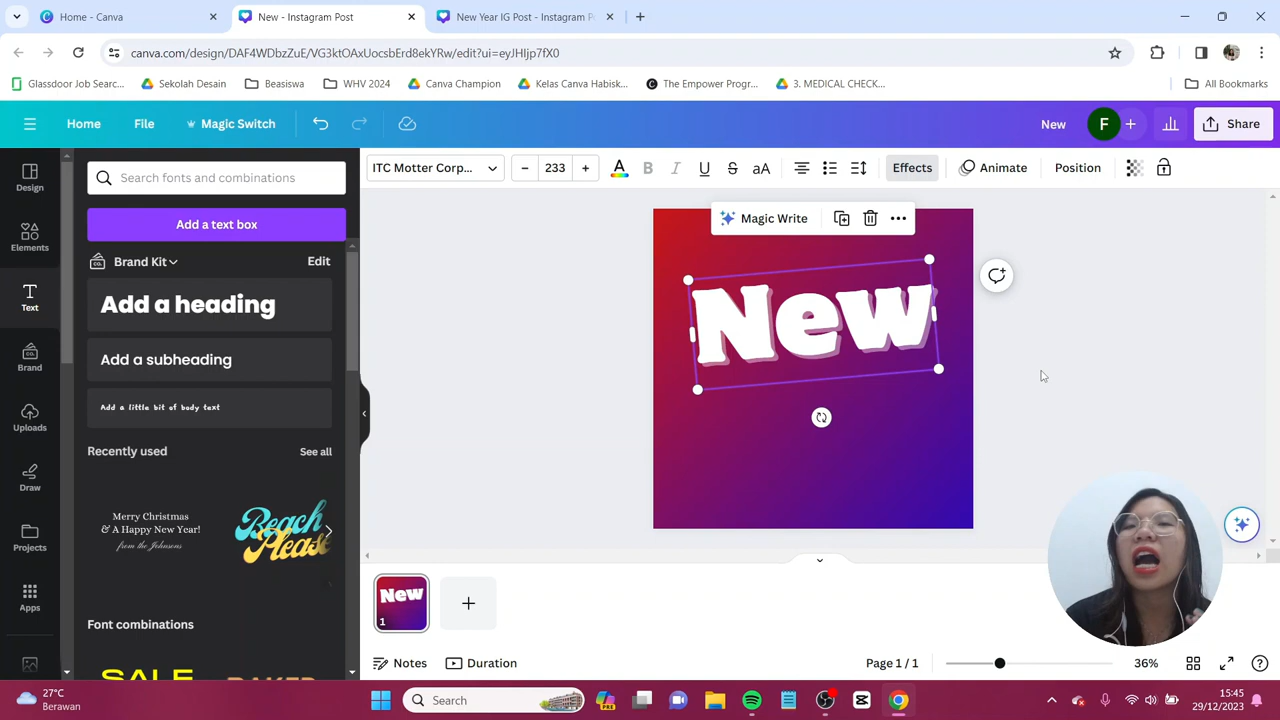 Home - Canva
New - Instagram Post
New Year IG Post - Instagram P
canva.com/design/DAF4WDbzZuE/VG3ktOAxUocsbErd8ekYRw/edit?ui=eyJHIjp7fX0
Glassdoor Job Searc...
Sekolah Desain
Beasiswa
WHV 2024
Canva Champion
Kelas Canva Habisk...
The Empower Progr...
3. MEDICAL CHECK...
All Bookmarks
Home
File
Magic Switch
New
F
Share
Design
Elements
Text
Brand
Uploads
Draw
Projects
Apps
Search fonts and combinations
Add a text box
Brand Kit
Edit
Add a heading
Add a subheading
Add a little bit of body text
Recently used
See all
Merry Christmas
& A Happy New Year!
from the Johnsons
Beach
Please
Font combinations
SALE
ITC Motter Corp...
233
B
I
U
S
aA
Effects
Animate
Position
Magic Write
New
New
1
Notes
Duration
Page 1 / 1
36%
27°C
Berawan
Search
PRE
15:45
29/12/2023